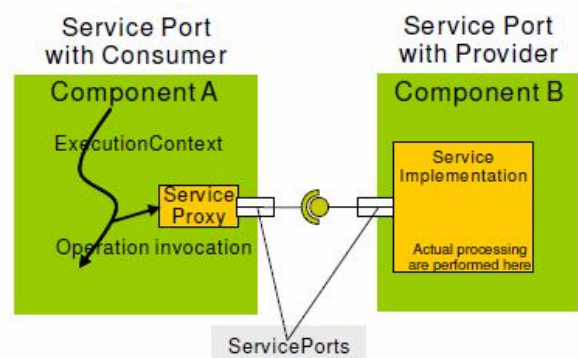 Service Port
with Consumer
Service Port
with Provider
Component A
Component B
ExecutionContext
Service
Proxy
Operation invocation
Service
Implementation
Actual processing
are performed here
ServicePorts